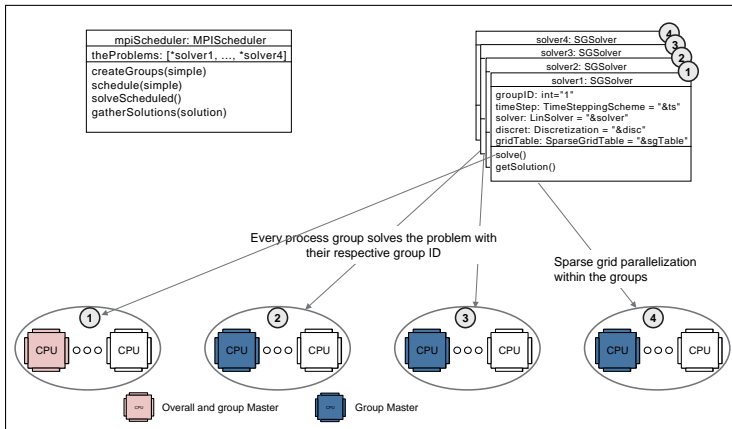 mpiScheduler: MPIScheduler
theProblems: [*solver1, ..., *solver4]
createGroups(simple)
schedule(simple)
solveScheduled()
gatherSolutions(solution)
4
solver4: SGSolver
3
solver3: SGSolver
2
solver2: SGSolver
1
solver1: SGSolver
groupID: int="1"
timeStep: TimeSteppingScheme = "&ts"
solver: LinSolver = "&solver"
discret: Discretization = "&disc"
gridTable: SparseGridTable = "&sgTable"
solve()
getSolution()
Every process group solves the problem with
their respective group ID
Sparse grid parallelization
within the groups
1
CPU
CPU
2
CPU
CPU
3
CPU
CPU
4
CPU
CPU
CPU
Overall and group Master
CPU
Group Master